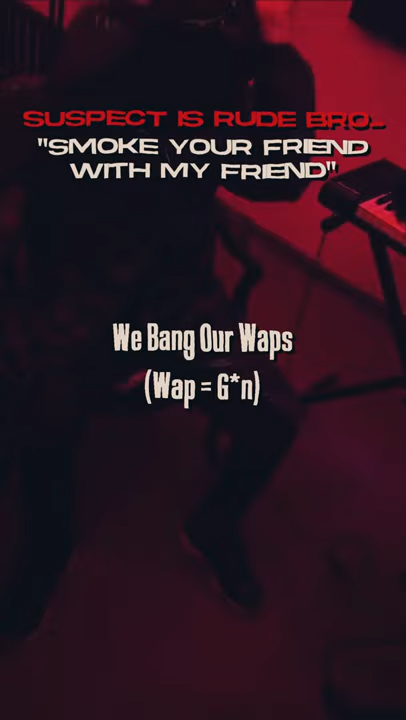 SUSPECT IS RUDE BRO..
"SMOKE YOUR FRIEND
WITH MY FRIEND"
We Bang Our Waps
(Wap = G*n)